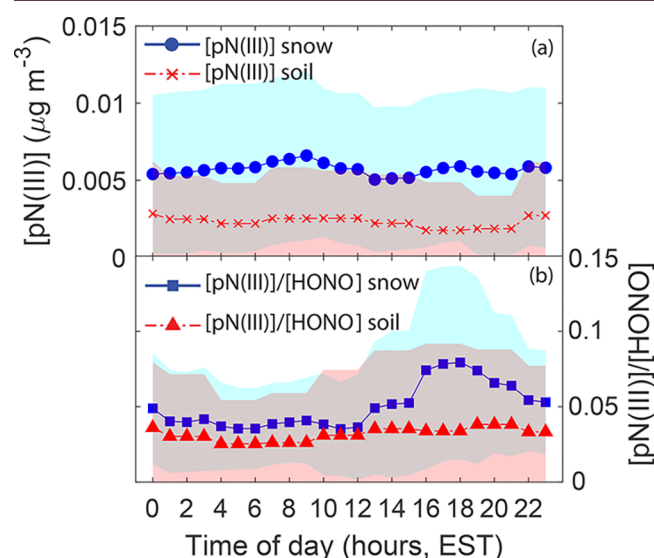 [pN(III)] snow
(a)
[pN(III)] soil
0.015
0.01
0.005
0
[pN(III)] (μg m⁻³)
[pN(III)]/[HONO] snow
(b)
[pN(III)]/[HONO] soil
0.15
0.1
0.05
0
[pN(III)]/[HONO]
0 2 4 6 8 10 12 14 16 18 20 22
Time of day (hours, EST)